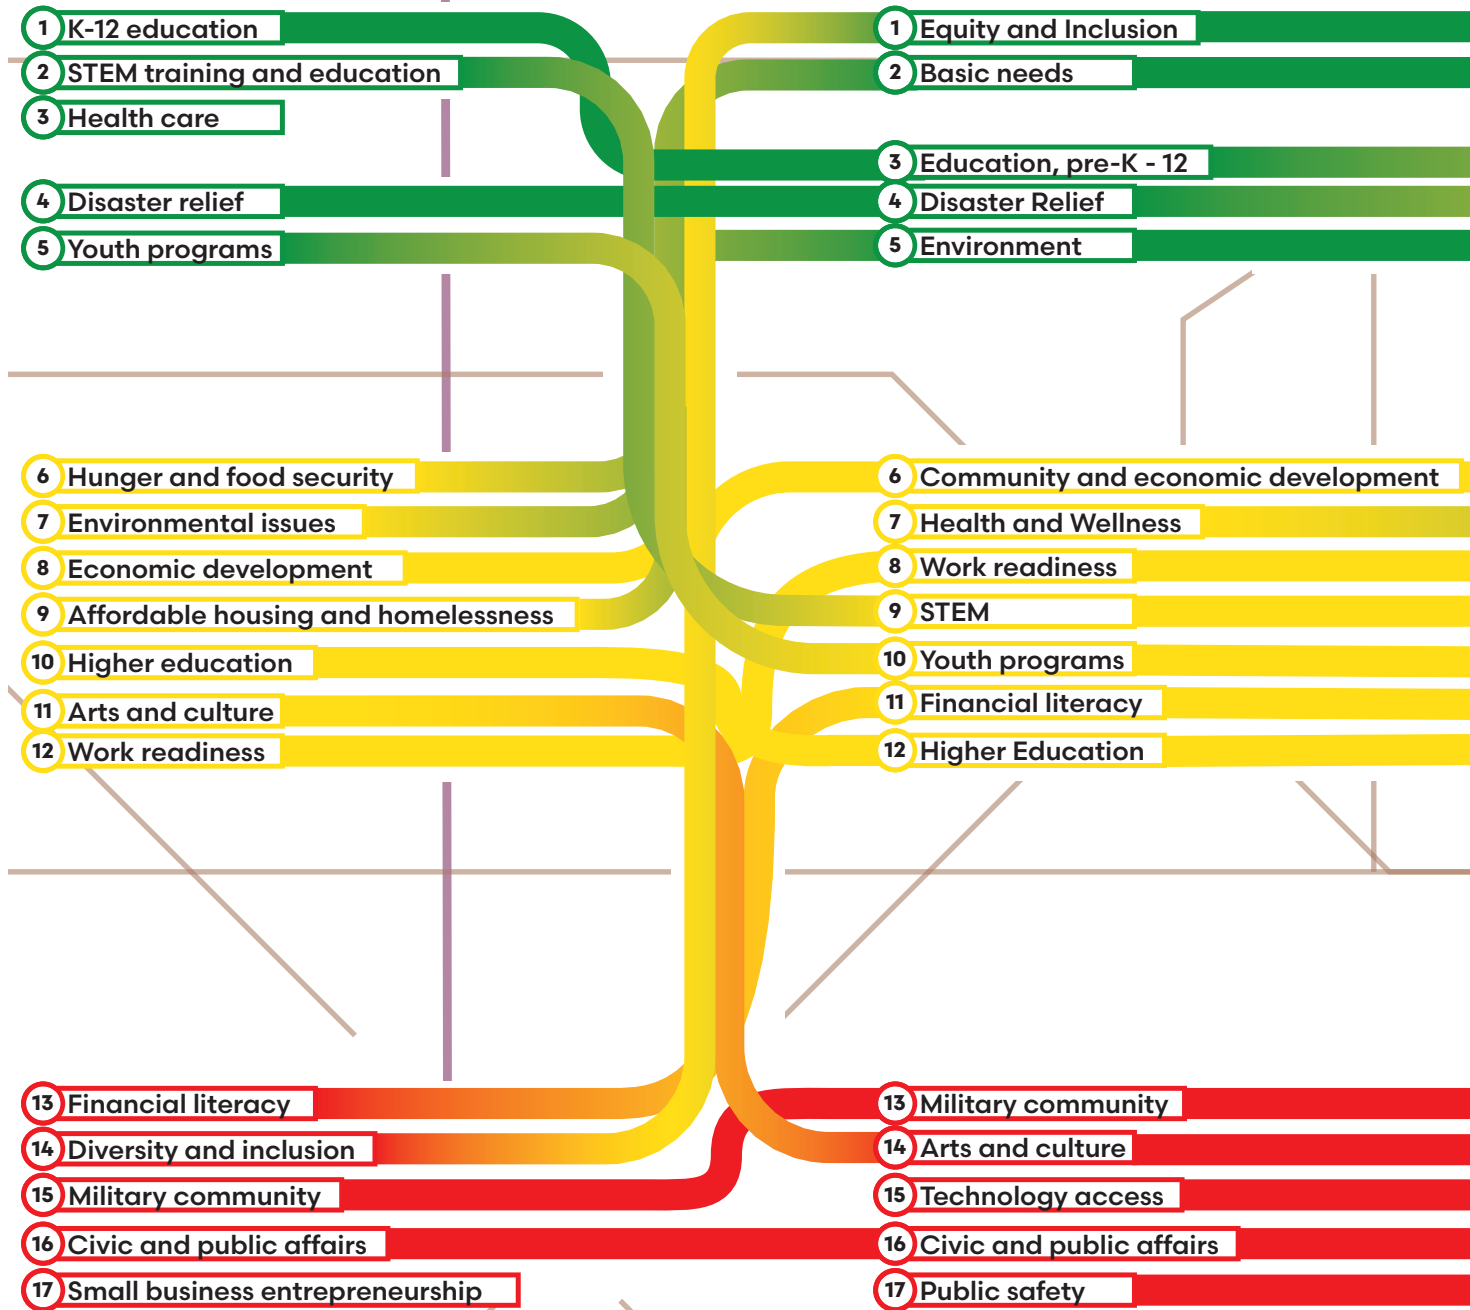 1 K-12 education
2 STEM training and education
3 Health care
4 Disaster relief
5 Youth programs
6 Hunger and food security
7 Environmental issues
8 Economic development
9 Affordable housing and homelessness
10 Higher education
11 Arts and culture
12 Work readiness
13 Financial literacy
14 Diversity and inclusion
15 Military community
16 Civic and public affairs
17 Small business entrepreneurship
1 Equity and Inclusion
2 Basic needs
3 Education, pre-K - 12
4 Disaster Relief
5 Environment
6 Community and economic development
7 Health and Wellness
8 Work readiness
9 STEM
10 Youth programs
11 Financial literacy
12 Higher Education
13 Military community
14 Arts and culture
15 Technology access
16 Civic and public affairs
17 Public safety